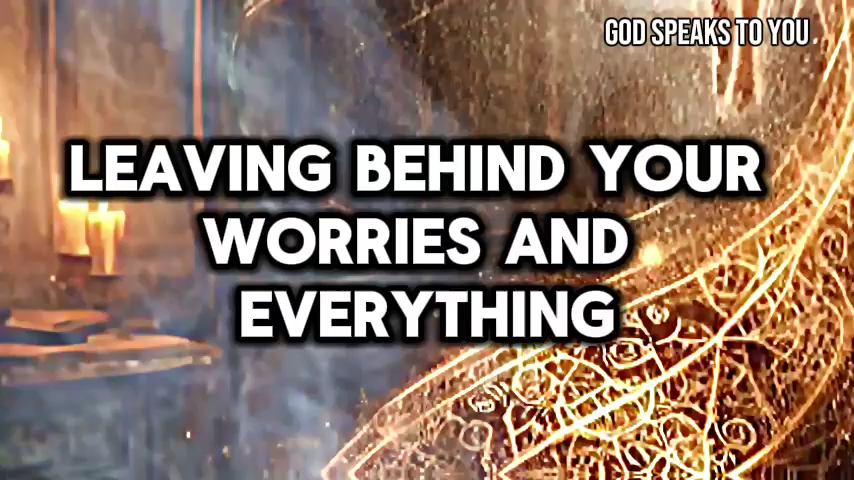 GOD SPEAKS TO YOU
LEAVING BEHIND YOUR
WORRIES AND
EVERYTHING